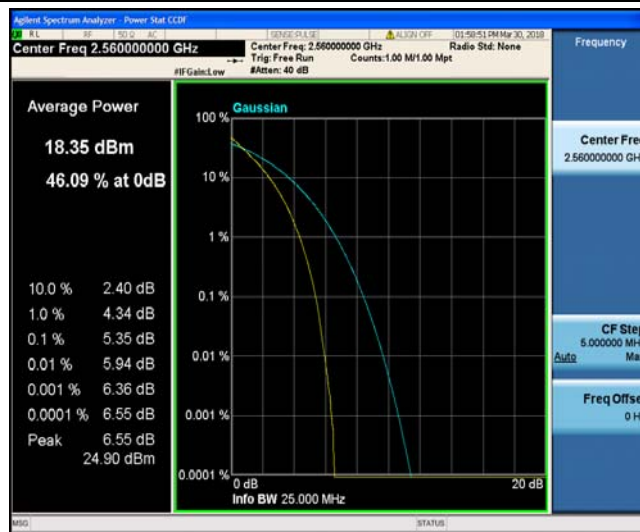 Agilent Spectrum Analyzer - Power Stat CCDF
RL RF 50 Ω AC SENSE:PULSE ALIGN OFF 01:58:51 PM Mar 30, 2018
Center Freq 2.560000000 GHz
Center Freq: 2.560000000 GHz Radio Std: None
Trig: Free Run Counts:1.00 M/1.00 Mpt
#IFGain:Low #Atten: 40 dB
Frequency
Average Power
18.35 dBm
46.09 % at 0dB
10.0 % 2.40 dB
1.0 % 4.34 dB
0.1 % 5.35 dB
0.01 % 5.94 dB
0.001 % 6.36 dB
0.0001 % 6.55 dB
Peak 6.55 dB
24.90 dBm
Gaussian
100 %
10 %
1 %
0.1 %
0.01 %
0.001 %
0.0001 %
0 dB 20 dB
Info BW 25.000 MHz
Center Fre
2.560000000 GH
CF Step
5.000000 MH
Auto Ma
Freq Offse
0 H
MSG STATUS